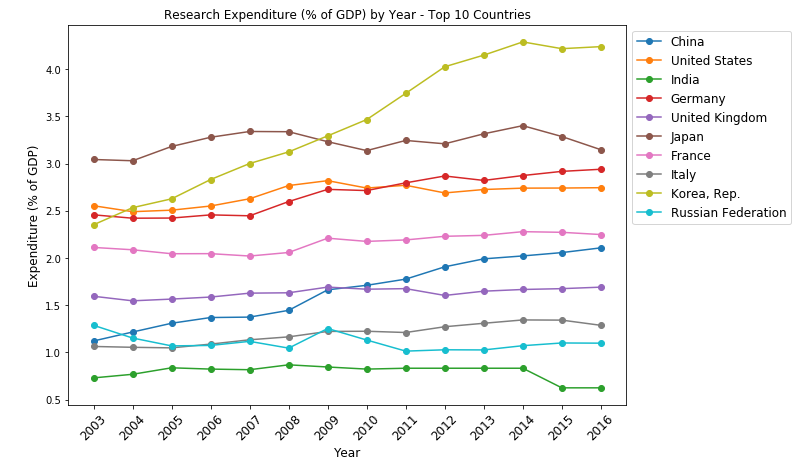 Research Expenditure (% of GDP) by Year - Top 10 Countries
Expenditure (% of GDP)
4.0
3.5
3.0
2.5
2.0
1.5
1.0
0.5
2003 2004 2005 2006 2007 2008 2009 2010 2011 2012 2013 2014 2015 2016
Year
China
United States
India
Germany
United Kingdom
Japan
France
Italy
Korea, Rep.
Russian Federation